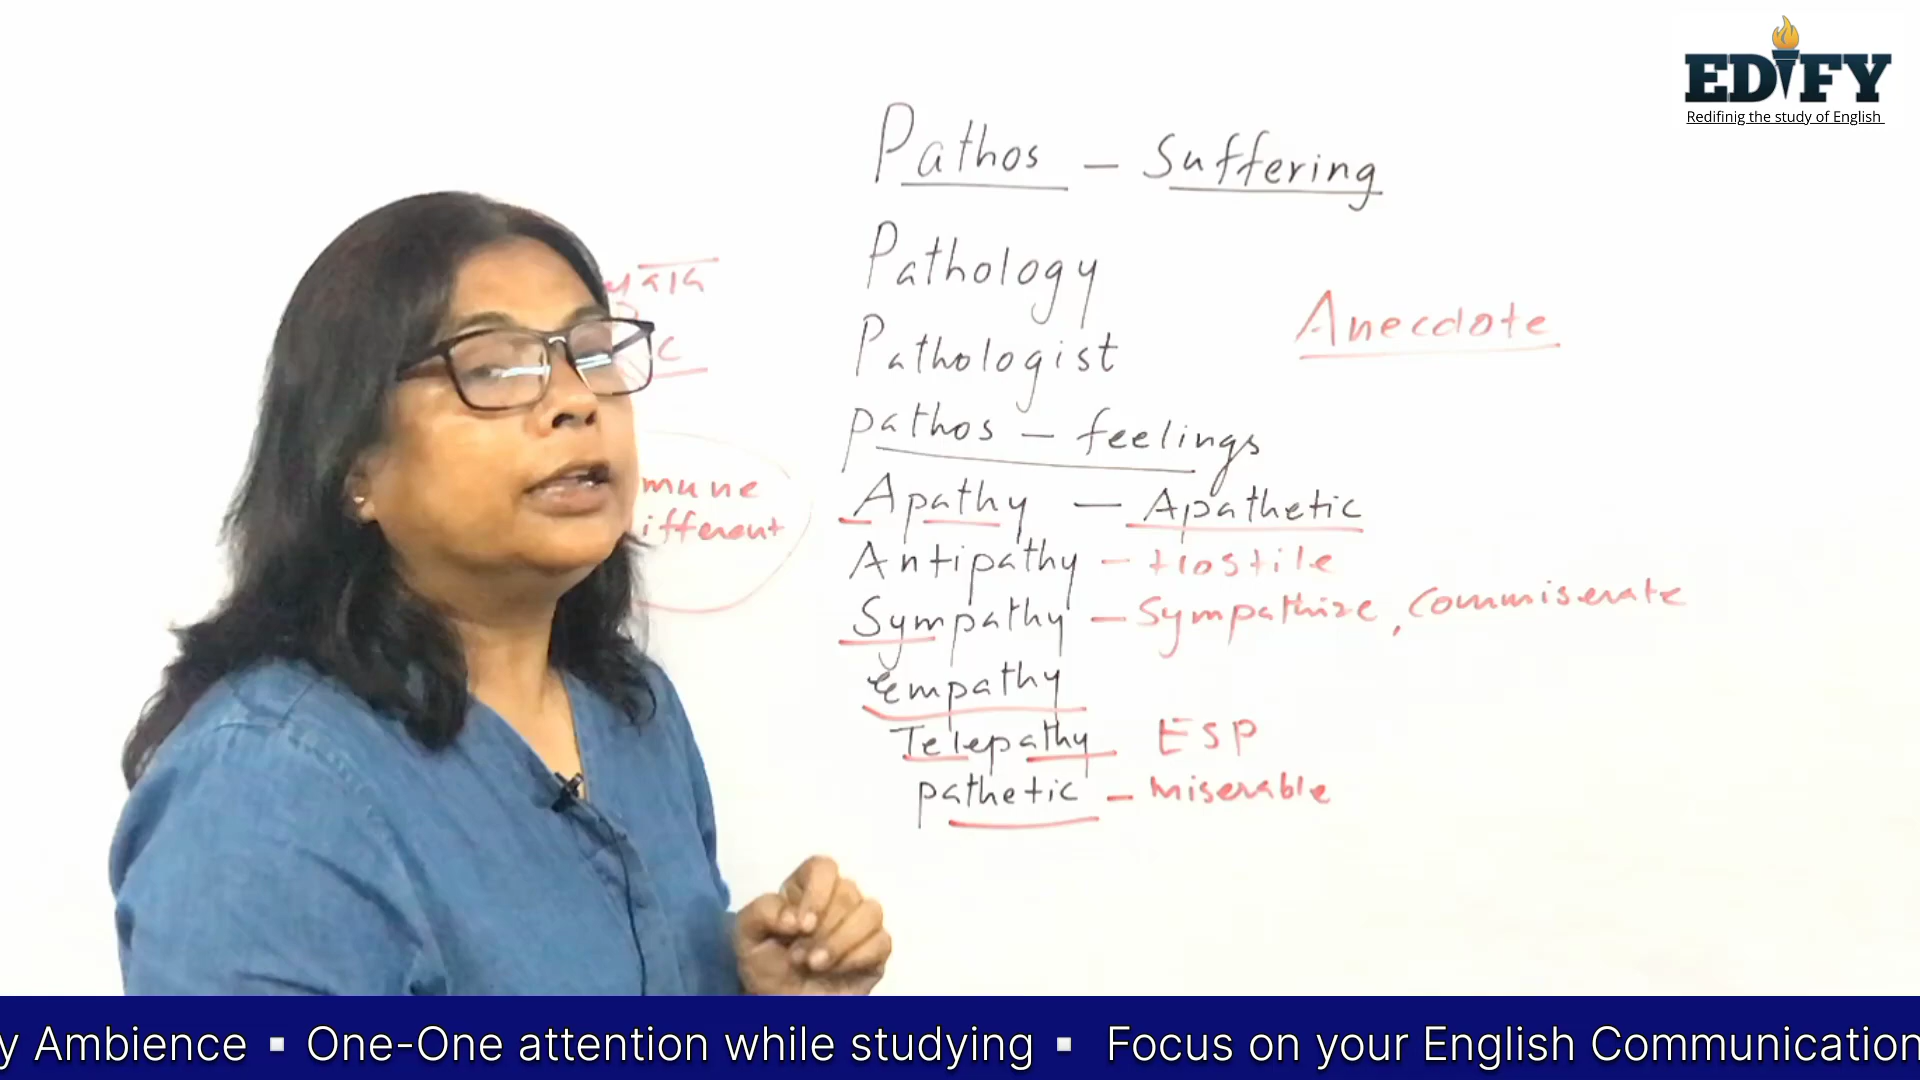 EDIFY
Redifinig the study of English
Pathos – Suffering
Pathology
Anecdote
Pathologist
c
pathos – feelings
mune
ifferent
Apathy – Apathetic
Antipathy – Hostile
Sympathy – Sympathize, Commiserate
Empathy
Telepathy ESP
pathetic – miserable
y Ambience ▪ One-One attention while studying ▪ Focus on your English Communication